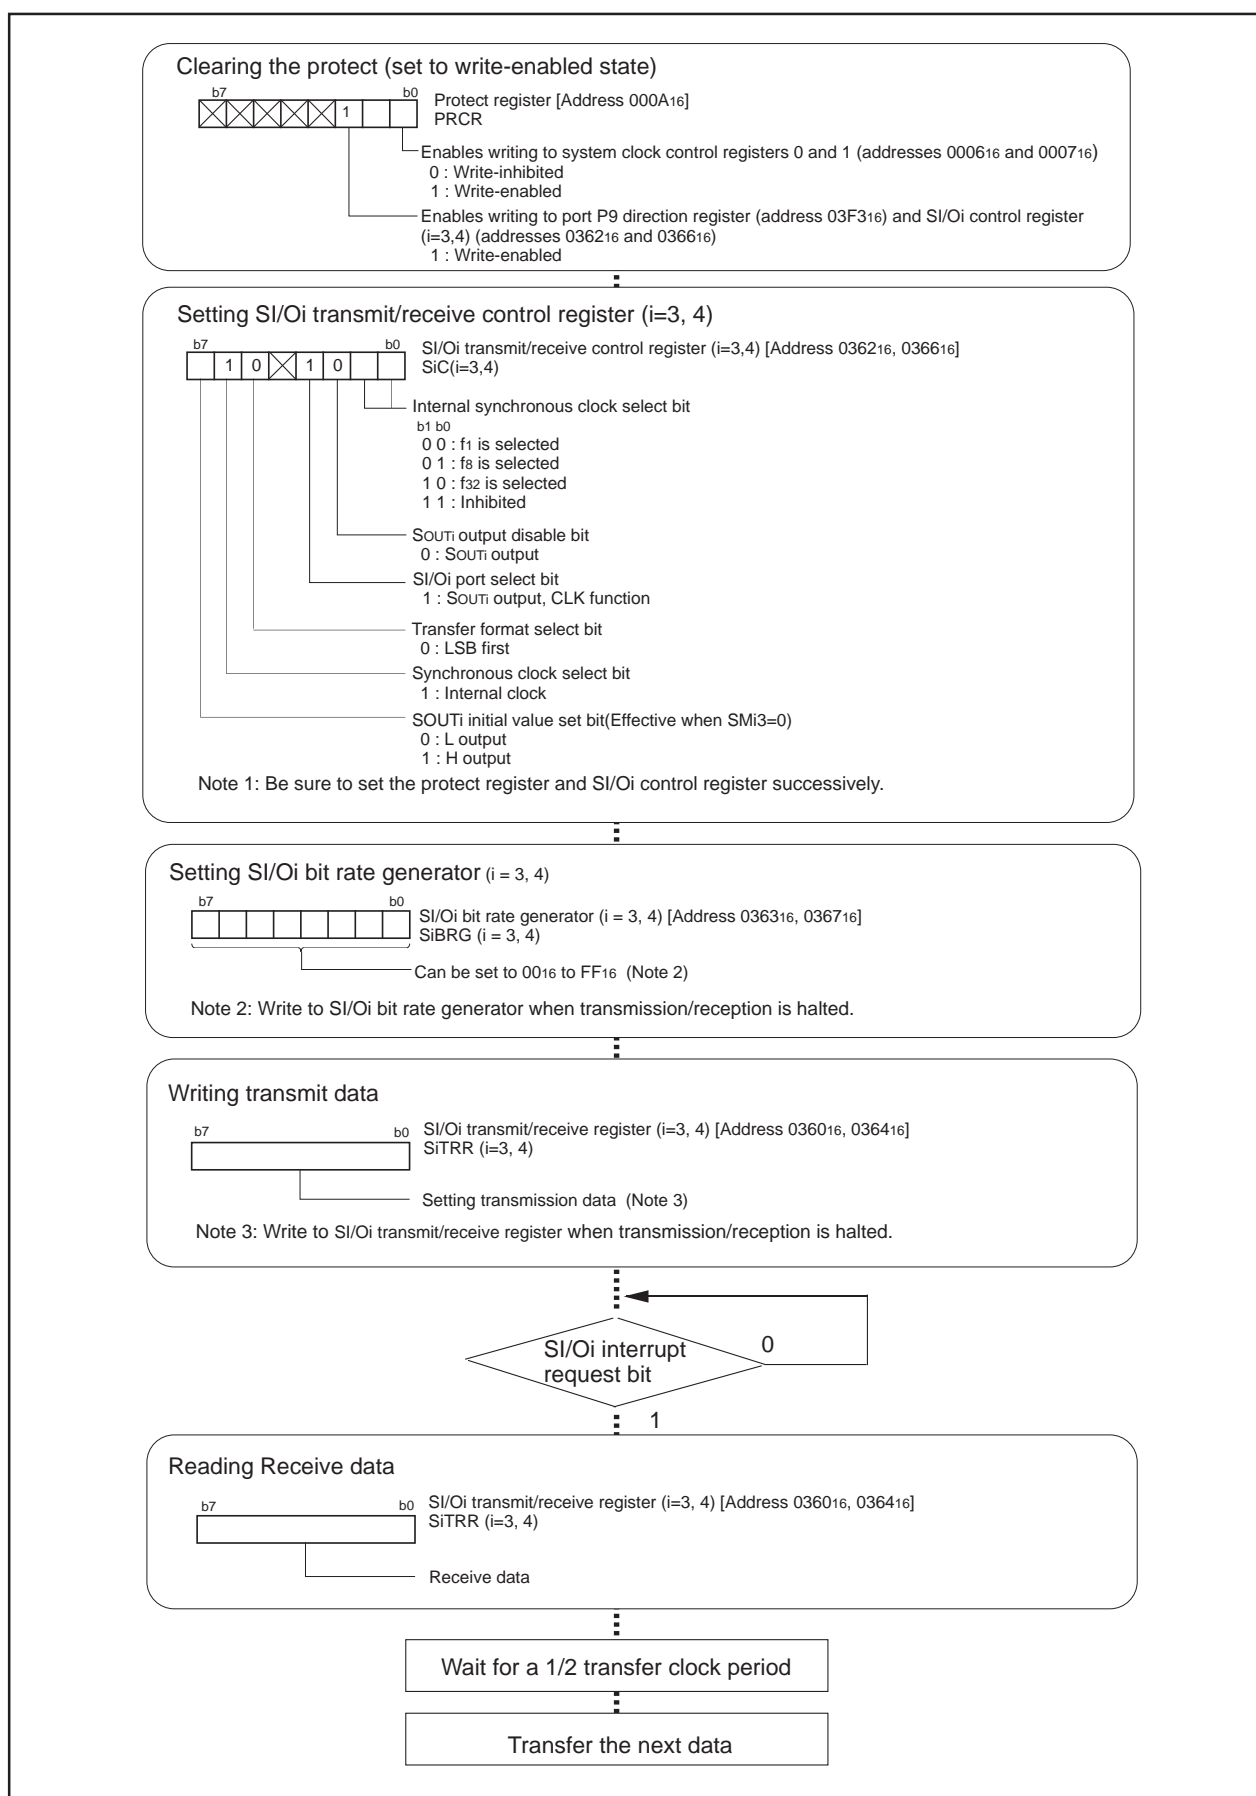 Clearing the protect (set to write-enabled state)
b7 b0
1
Protect register [Address 000A16]
PRCR
Enables writing to system clock control registers 0 and 1 (addresses 000616 and 000716)
0 : Write-inhibited
1 : Write-enabled
Enables writing to port P9 direction register (address 03F316) and SI/Oi control register
(i=3,4) (addresses 036216 and 036616)
1 : Write-enabled
Setting SI/Oi transmit/receive control register (i=3, 4)
b7 b0
1 0 1 0
SI/Oi transmit/receive control register (i=3,4) [Address 036216, 036616]
SiC(i=3,4)
Internal synchronous clock select bit
b1 b0
0 0 : f1 is selected
0 1 : f8 is selected
1 0 : f32 is selected
1 1 : Inhibited
SOUTi output disable bit
0 : SOUTi output
SI/Oi port select bit
1 : SOUTi output, CLK function
Transfer format select bit
0 : LSB first
Synchronous clock select bit
1 : Internal clock
SOUTi initial value set bit(Effective when SMi3=0)
0 : L output
1 : H output
Note 1: Be sure to set the protect register and SI/Oi control register successively.
Setting SI/Oi bit rate generator (i = 3, 4)
b7 b0
SI/Oi bit rate generator (i = 3, 4) [Address 036316, 036716]
SiBRG (i = 3, 4)
Can be set to 0016 to FF16 (Note 2)
Note 2: Write to SI/Oi bit rate generator when transmission/reception is halted.
Writing transmit data
b7 b0
SI/Oi transmit/receive register (i=3, 4) [Address 036016, 036416]
SiTRR (i=3, 4)
Setting transmission data (Note 3)
Note 3: Write to SI/Oi transmit/receive register when transmission/reception is halted.
SI/Oi interrupt
request bit
0
1
Reading Receive data
b7 b0
SI/Oi transmit/receive register (i=3, 4) [Address 036016, 036416]
SiTRR (i=3, 4)
Receive data
Wait for a 1/2 transfer clock period
Transfer the next data